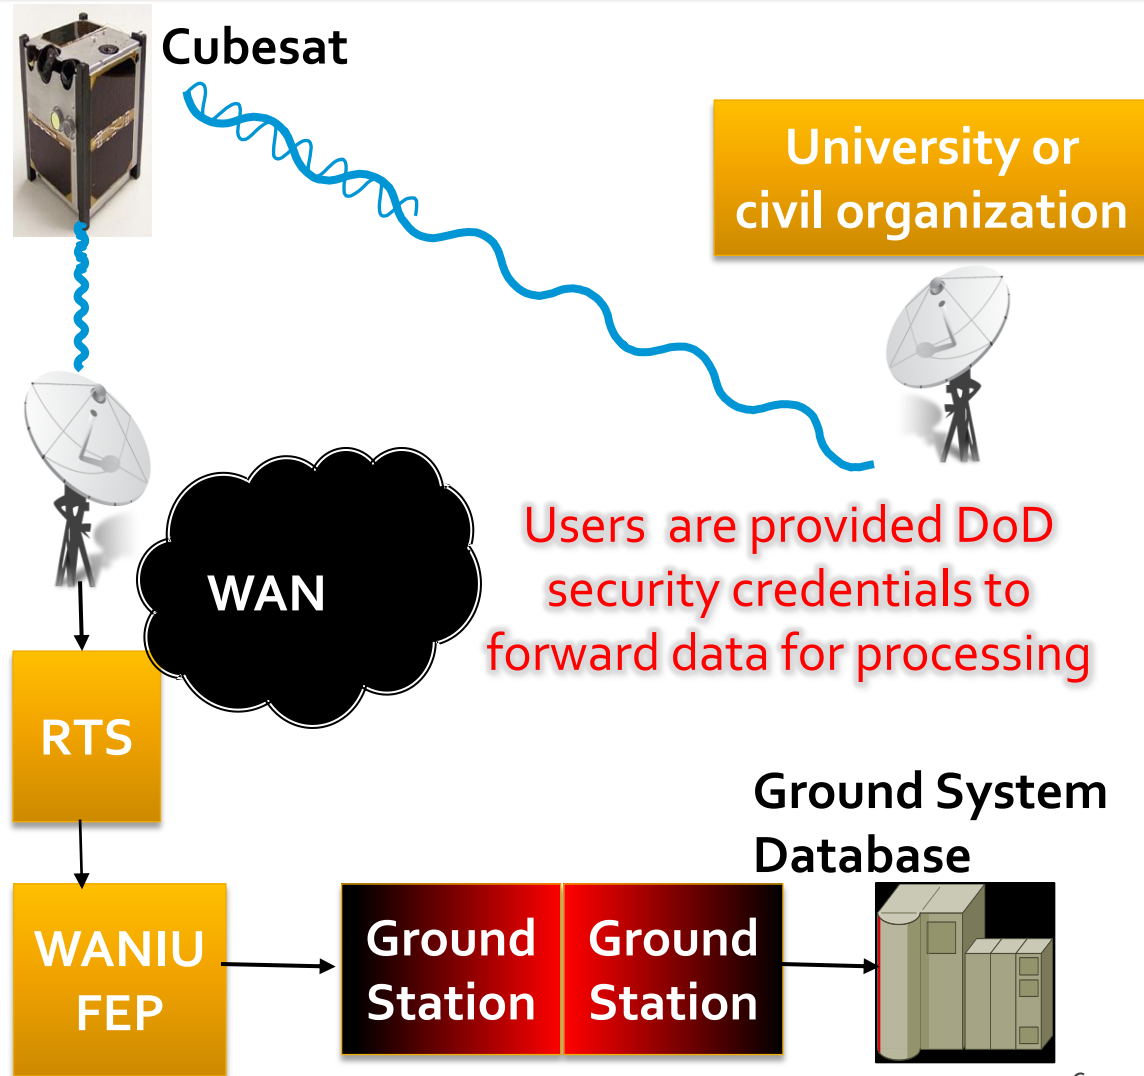 Cubesat
University or
civil organization
WAN
Users are provided DoD
security credentials to
forward data for processing
RTS
Ground System
Database
WANIU
FEP
Ground
Station
Ground
Station